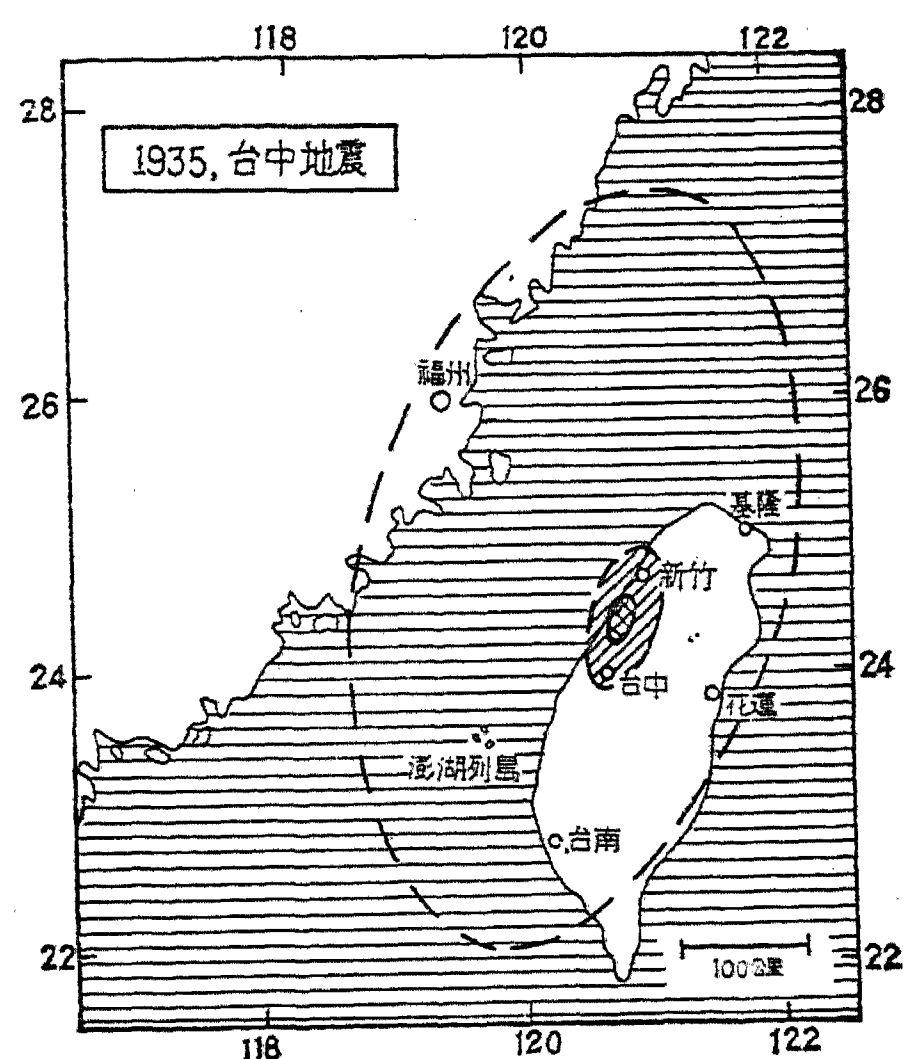 118 120 122
28 28
1935, 台中地震
福州
26 26
基隆
新竹
24 24
台中
花蓮
澎湖列島
台南
22 22
100公里
118 120 122